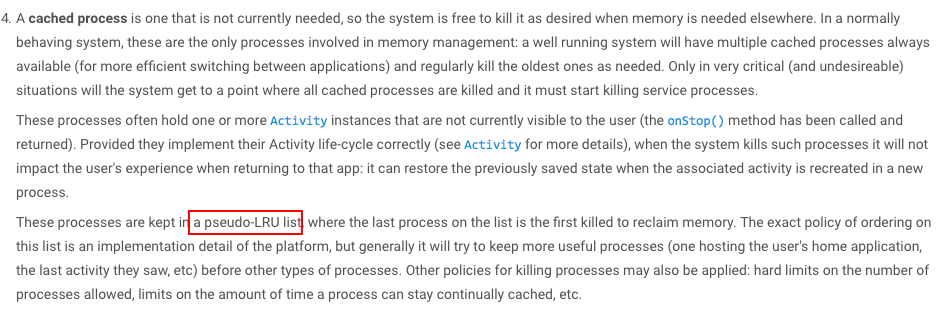 4. A cached process is one that is not currently needed, so the system is free to kill it as desired when memory is needed elsewhere. In a normally
behaving system, these are the only processes involved in memory management: a well running system will have multiple cached processes always
available (for more efficient switching between applications) and regularly kill the oldest ones as needed. Only in very critical (and undesireable)
situations will the system get to a point where all cached processes are killed and it must start killing service processes.
These processes often hold one or more Activity instances that are not currently visible to the user (the onStop() method has been called and
returned). Provided they implement their Activity life-cycle correctly (see Activity for more details), when the system kills such processes it will not
impact the user's experience when returning to that app: it can restore the previously saved state when the associated activity is recreated in a new
process.
These processes are kept in a pseudo-LRU list, where the last process on the list is the first killed to reclaim memory. The exact policy of ordering on
this list is an implementation detail of the platform, but generally it will try to keep more useful processes (one hosting the user's home application,
the last activity they saw, etc) before other types of processes. Other policies for killing processes may also be applied: hard limits on the number of
processes allowed, limits on the amount of time a process can stay continually cached, etc.